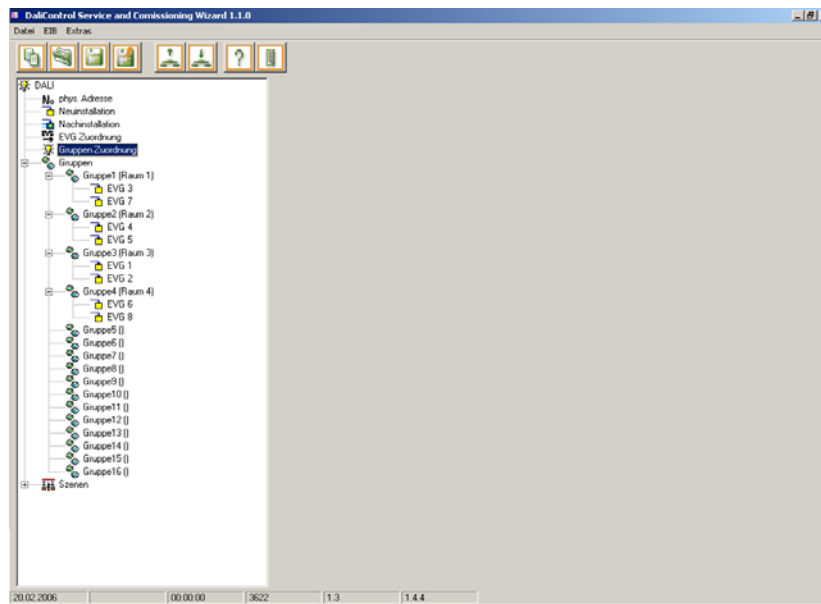 DaliControl Service and Comissioning Wizard 1.1.0
Datei EIB Extras
DALI
No phys. Adresse
Neuinstallation
Nachinstallation
EVG Zuordnung
Gruppen Zuordnung
Gruppen
Gruppe1 (Raum 1)
EVG 3
EVG 7
Gruppe2 (Raum 2)
EVG 4
EVG 5
Gruppe3 (Raum 3)
EVG 1
EVG 2
Gruppe4 (Raum 4)
EVG 6
EVG 8
Gruppe5 ()
Gruppe6 ()
Gruppe7 ()
Gruppe8 ()
Gruppe9 ()
Gruppe10 ()
Gruppe11 ()
Gruppe12 ()
Gruppe13 ()
Gruppe14 ()
Gruppe15 ()
Gruppe16 ()
Szenen
20.02.2006 00:00:00 3622 1.3 1.4.4